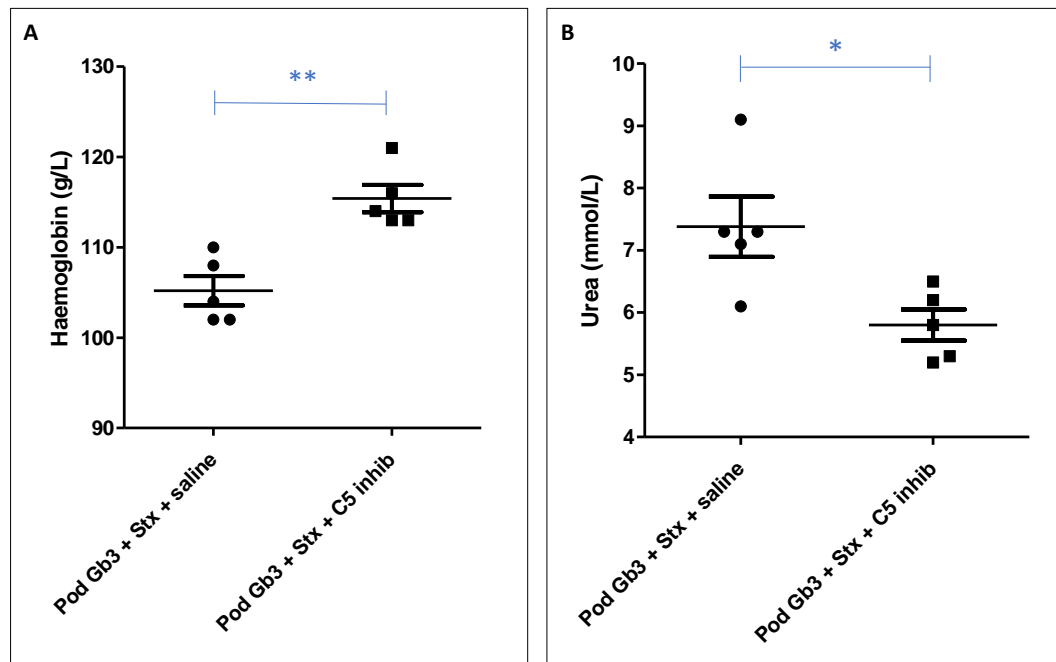 A
Haemoglobin (g/L)
130
120
110
100
90
**
Pod Gb3 + Stx + saline
Pod Gb3 + Stx + C5 inhib
B
Urea (mmol/L)
10
9
8
7
6
5
4
*
Pod Gb3 + Stx + saline
Pod Gb3 + Stx + C5 inhib